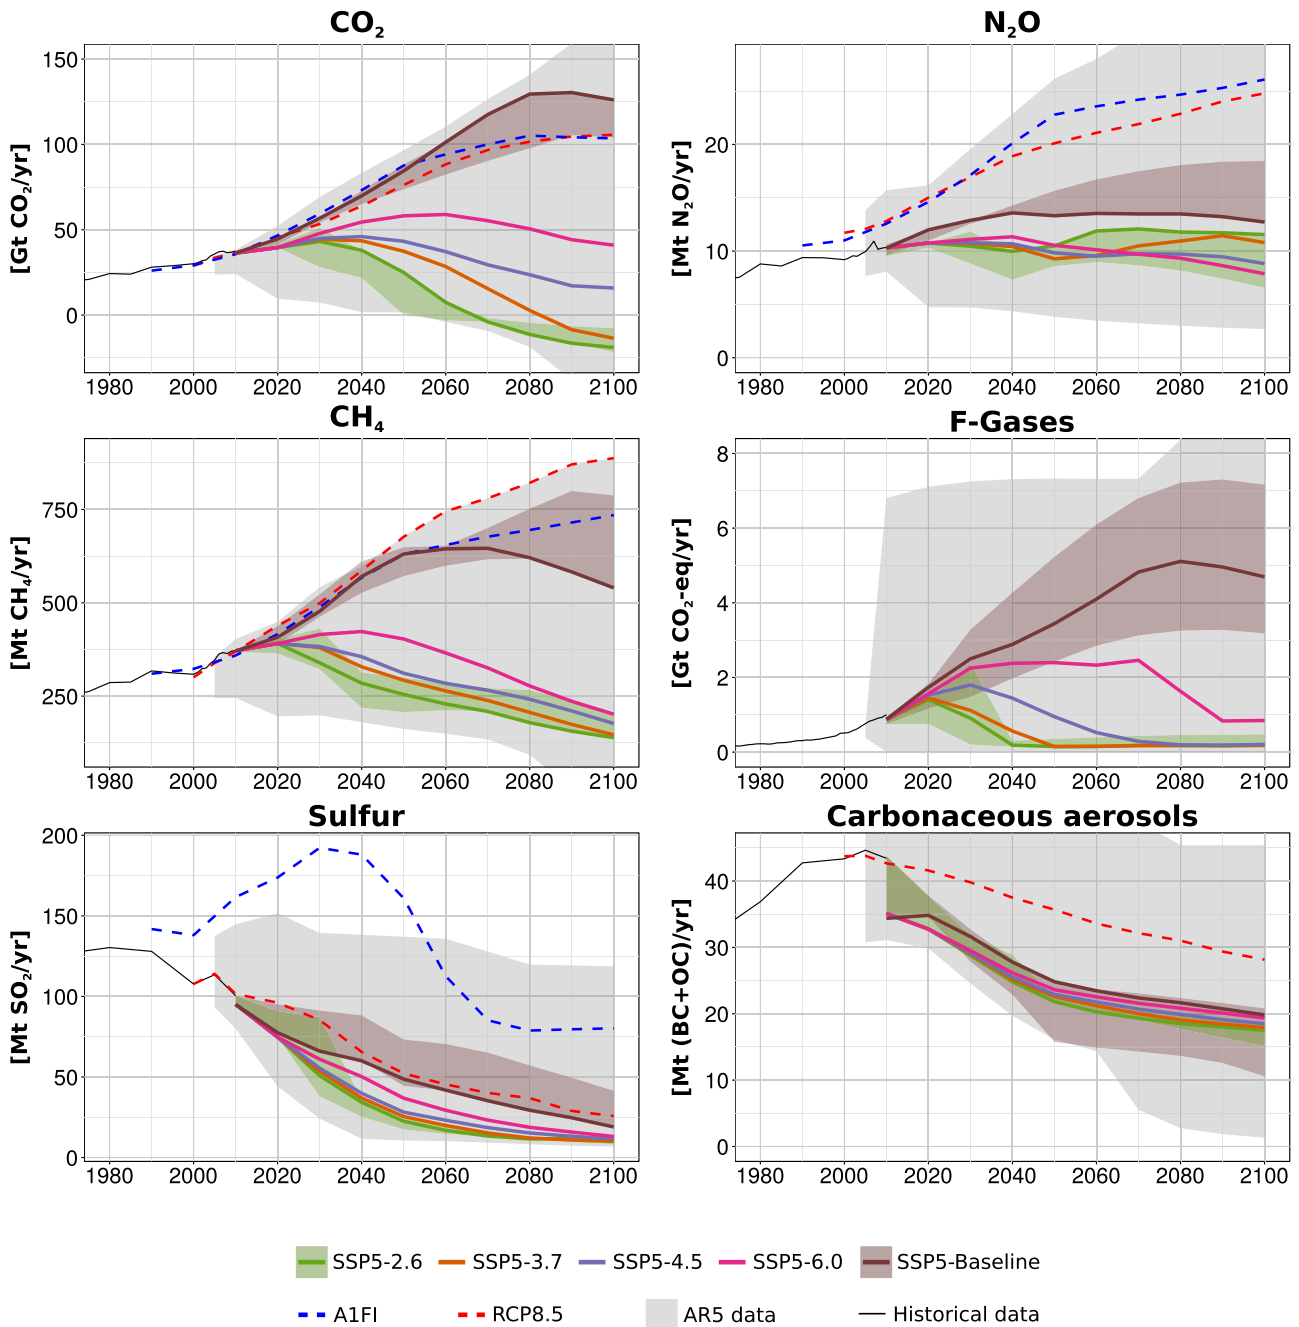 CO₂
[Gt CO₂/yr]
150
100
50
0
1980 2000 2020 2040 2060 2080 2100
N₂O
[Mt N₂O/yr]
20
10
0
1980 2000 2020 2040 2060 2080 2100
CH₄
[Mt CH₄/yr]
750
500
250
1980 2000 2020 2040 2060 2080 2100
F-Gases
[Gt CO₂-eq/yr]
8
6
4
2
0
1980 2000 2020 2040 2060 2080 2100
Sulfur
[Mt SO₂/yr]
200
150
100
50
0
1980 2000 2020 2040 2060 2080 2100
Carbonaceous aerosols
[Mt (BC+OC)/yr]
40
30
20
10
0
1980 2000 2020 2040 2060 2080 2100
SSP5-2.6 SSP5-3.7 SSP5-4.5 SSP5-6.0 SSP5-Baseline
A1FI RCP8.5 AR5 data Historical data